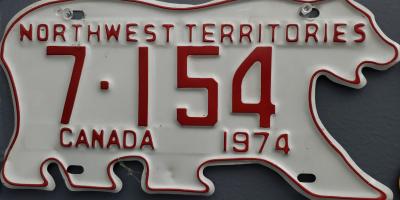 NORTHWEST TERRITORIES
7·154
CANADA 1974